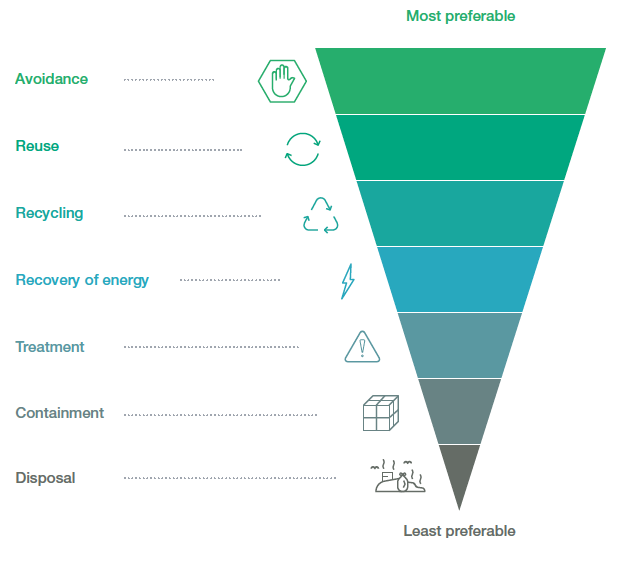 Most preferable
Avoidance
Reuse
Recycling
Recovery of energy
Treatment
Containment
Disposal
Least preferable